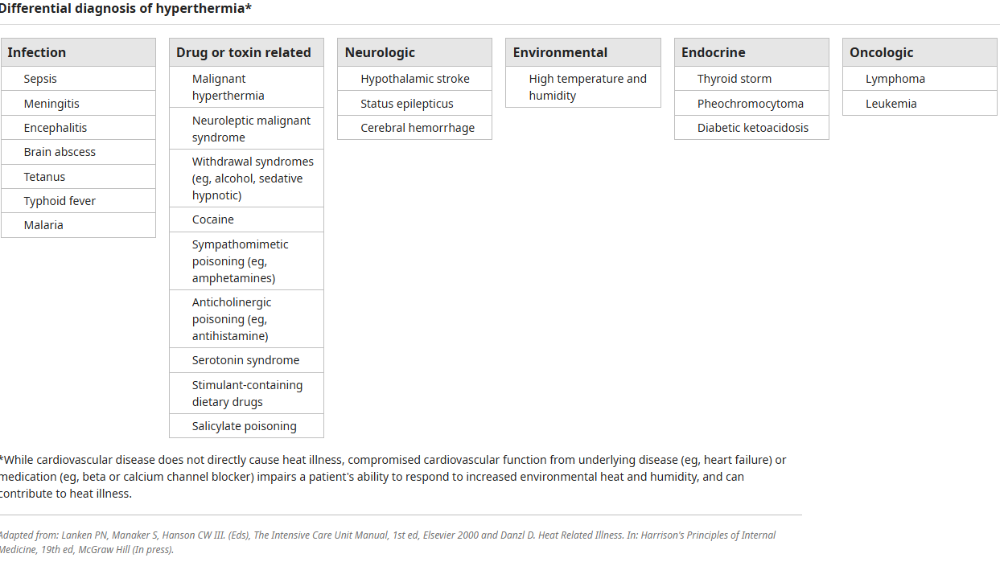 Differential diagnosis of hyperthermia*
Infection
Sepsis
Meningitis
Encephalitis
Brain abscess
Tetanus
Typhoid fever
Malaria
Drug or toxin related
Malignant
hyperthermia
Neuroleptic malignant
syndrome
Withdrawal syndromes
(eg, alcohol, sedative
hypnotic)
Cocaine
Sympathomimetic
poisoning (eg,
amphetamines)
Anticholinergic
poisoning (eg,
antihistamine)
Serotonin syndrome
Stimulant-containing
dietary drugs
Salicylate poisoning
Neurologic
Hypothalamic stroke
Status epilepticus
Cerebral hemorrhage
Environmental
High temperature and
humidity
Endocrine
Thyroid storm
Pheochromocytoma
Diabetic ketoacidosis
Oncologic
Lymphoma
Leukemia
*While cardiovascular disease does not directly cause heat illness, compromised cardiovascular function from underlying disease (eg, heart failure) or
medication (eg, beta or calcium channel blocker) impairs a patient's ability to respond to increased environmental heat and humidity, and can
contribute to heat illness.
Adapted from: Lanken PN, Manaker S, Hanson CW III. (Eds), The Intensive Care Unit Manual, 1st ed, Elsevier 2000 and Danzl D. Heat Related Illness. In: Harrison's Principles of Internal
Medicine, 19th ed, McGraw Hill (In press).